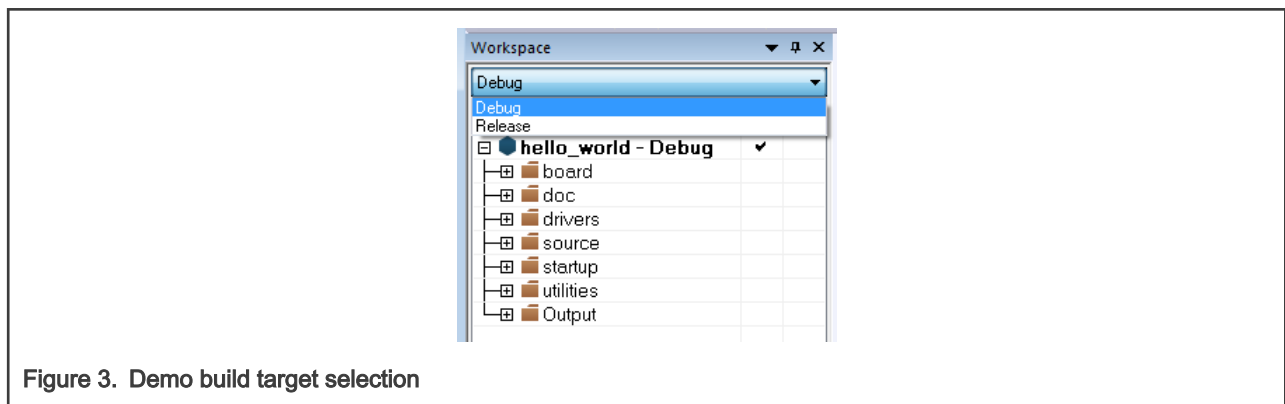 Workspace
Debug
Debug
Release
hello_world - Debug
board
doc
drivers
source
startup
utilities
Output
Figure 3. Demo build target selection